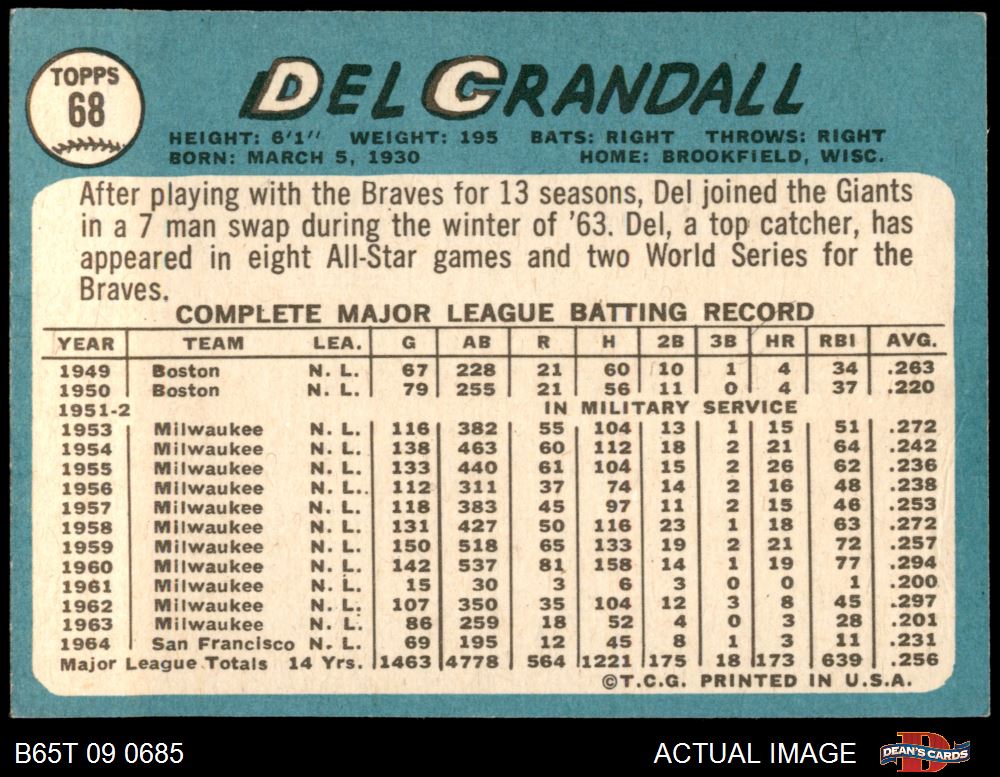 TOPPS
68
DEL CRANDALL
HEIGHT: 6'1" WEIGHT: 195 BATS: RIGHT THROWS: RIGHT
BORN: MARCH 5, 1930 HOME: BROOKFIELD, WISC.
After playing with the Braves for 13 seasons, Del joined the Giants
in a 7 man swap during the winter of '63. Del, a top catcher, has
appeared in eight All-Star games and two World Series for the
Braves.
COMPLETE MAJOR LEAGUE BATTING RECORD
YEAR TEAM LEA. G AB R H 2B 3B HR RBI AVG.
1949 Boston N. L. 67 228 21 60 10 1 4 34 .263
1950 Boston N. L. 79 255 21 56 11 0 4 37 .220
1951-2 IN MILITARY SERVICE
1953 Milwaukee N. L. 116 382 55 104 13 1 15 51 .272
1954 Milwaukee N. L. 138 463 60 112 18 2 21 64 .242
1955 Milwaukee N. L. 133 440 61 104 15 2 26 62 .236
1956 Milwaukee N. L.. 112 311 37 74 14 2 16 48 .238
1957 Milwaukee N. L. 118 383 45 97 11 2 15 46 .253
1958 Milwaukee N. L. 131 427 50 116 23 1 18 63 .272
1959 Milwaukee N. L. 150 518 65 133 19 2 21 72 .257
1960 Milwaukee N. L. 142 537 81 158 14 1 19 77 .294
1961 Milwaukee N. L. 15 30 3 6 3 0 0 1 .200
1962 Milwaukee N. L. 107 350 35 104 12 3 8 45 .297
1963 Milwaukee N. L. 86 259 18 52 4 0 3 28 .201
1964 San Francisco N. L. 69 195 12 45 8 1 3 11 .231
Major League Totals 14 Yrs. 1463 4778 564 1221 175 18 173 639 .256
©T.C.G. PRINTED IN U.S.A.
B65T 09 0685 ACTUAL IMAGE DEAN'S CARDS